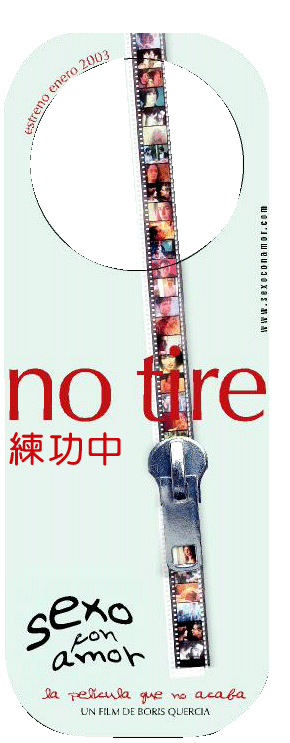 estreno enero 2003
www.sexoconamor.com
no tire
練功中
sexo
con
amor
la película que no acaba
UN FILM DE BORIS QUERCIA